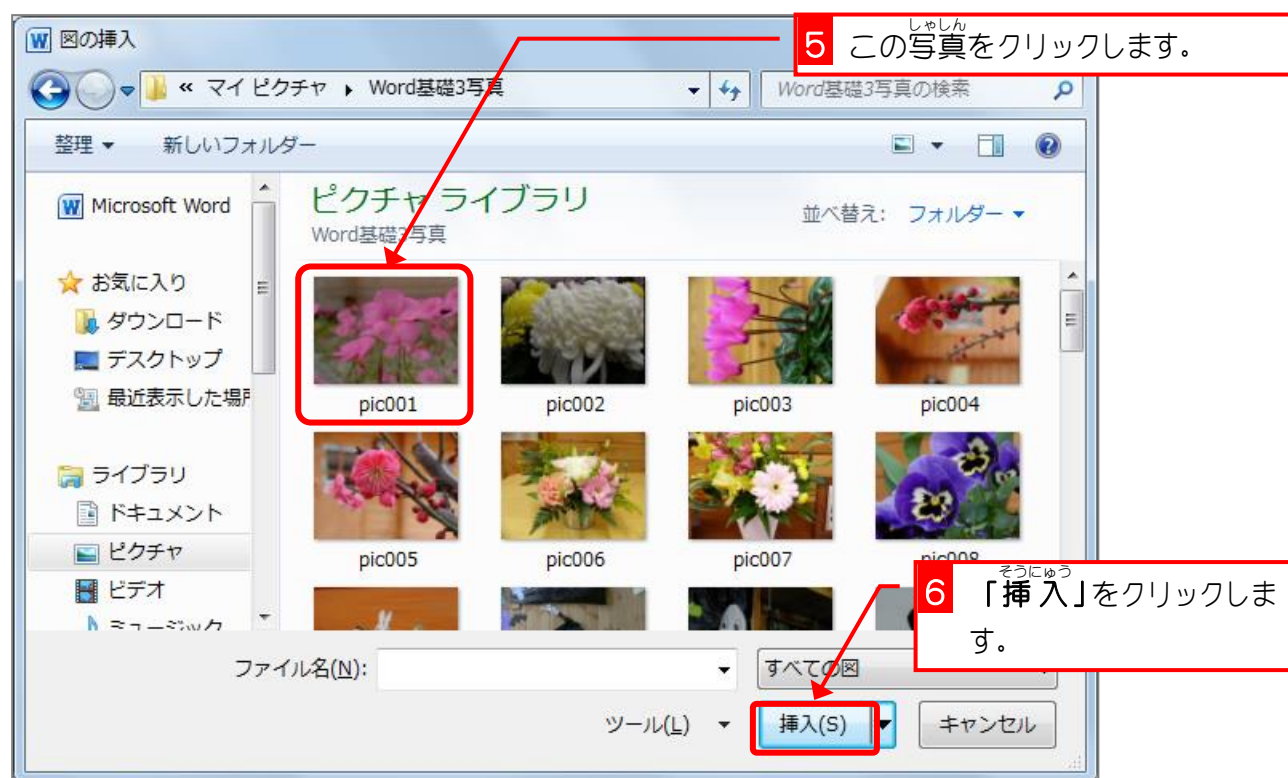 図の挿入
5 この写真をクリックします。
しゃしん
« マイ ピクチャ ▸ Word基礎3写真
Word基礎3写真の検索
整理 ▼ 新しいフォルダー
Microsoft Word
お気に入り
ダウンロード
デスクトップ
最近表示した場所
ライブラリ
ドキュメント
ピクチャ
ビデオ
ミュージック
ピクチャ ライブラリ
Word基礎3写真
並べ替え: フォルダー ▼
pic001 pic002 pic003 pic004
pic005 pic006 pic007 pic008
6 「挿入」をクリックしま
そうにゅう
す。
ファイル名(N):
すべての図
ツール(L) ▼ 挿入(S) キャンセル